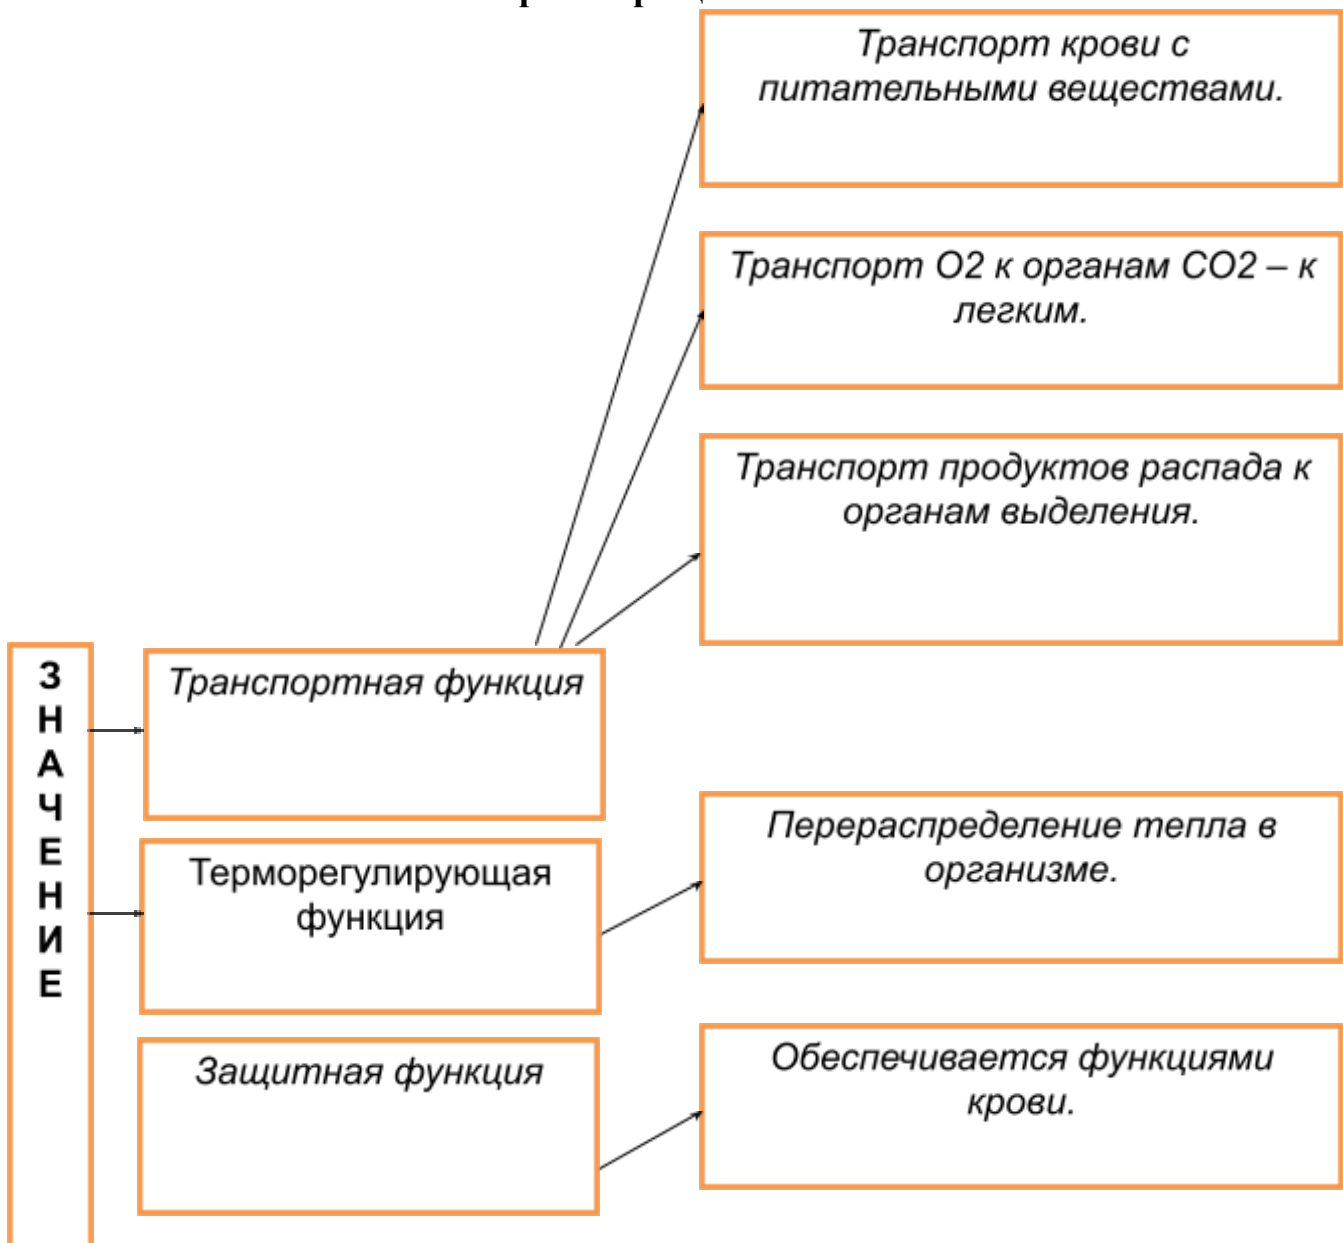 Транспорт крови с
питательными веществами.
Транспорт О2 к органам СО2 – к
легким.
Транспорт продуктов распада к
органам выделения.
З
Н
А
Ч
Е
Н
И
Е
Транспортная функция
Терморегулирующая
функция
Перераспределение тепла в
организме.
Защитная функция
Обеспечивается функциями
крови.